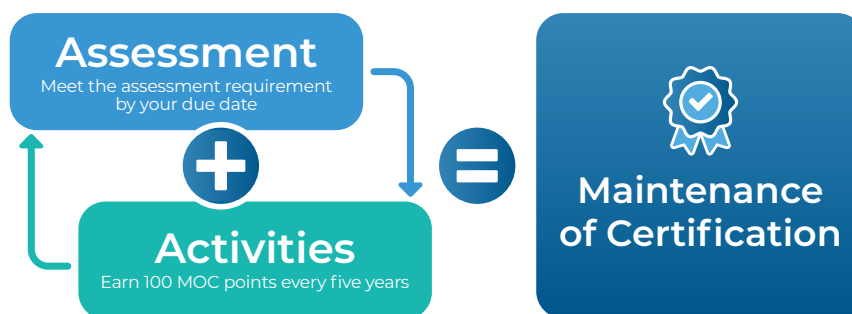 Assessment
Meet the assessment requirement
by your due date
+
Activities
Earn 100 MOC points every five years
=
Maintenance
of Certification